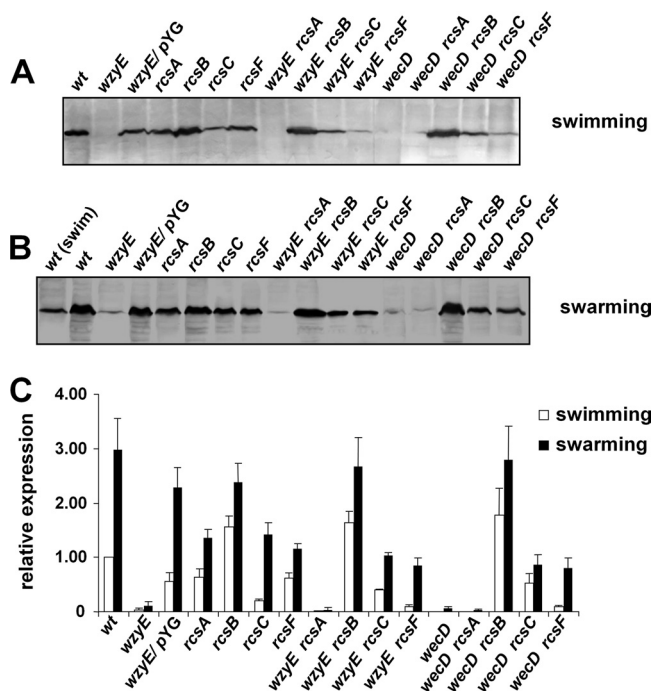 A
wt
wzyE
wzyE/ pYG
rcsA
rcsB
rcsC
rcsF
wzyE rcsA
wzyE rcsB
wzyE rcsC
wzyE rcsF
wecD
wecD rcsA
wecD rcsB
wecD rcsC
wecD rcsF
swimming
B
wt (swim)
wt
wzyE
wzyE/ pYG
rcsA
rcsB
rcsC
rcsF
wzyE rcsA
wzyE rcsB
wzyE rcsC
wzyE rcsF
wecD
wecD rcsA
wecD rcsB
wecD rcsC
wecD rcsF
swarming
C
relative expression
4.00
3.00
2.00
1.00
0
swimming
swarming
wt
wzyE
wzyE/ pYG
rcsA
rcsB
rcsC
rcsF
wzyE rcsA
wzyE rcsB
wzyE rcsC
wzyE rcsF
wecD
wecD rcsA
wecD rcsB
wecD rcsC
wecD rcsF